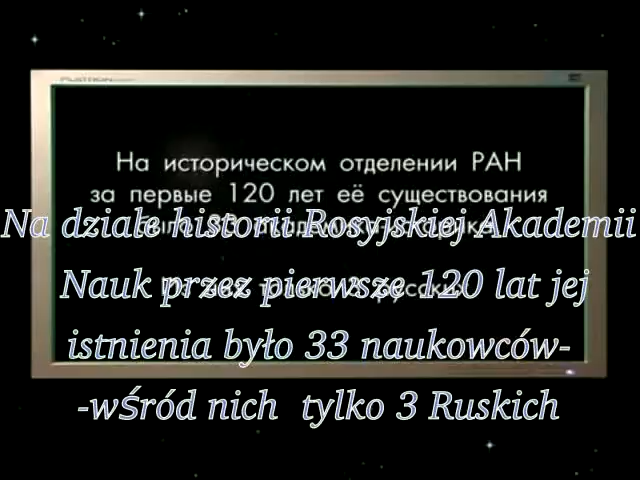 На историческом отделении РАН
за первые 120 лет её существования
Na dziale historii Rosyjskiej Akademii
Nauk przez pierwsze 120 lat jej
istnienia było 33 naukowców-
-wśród nich tylko 3 Ruskich